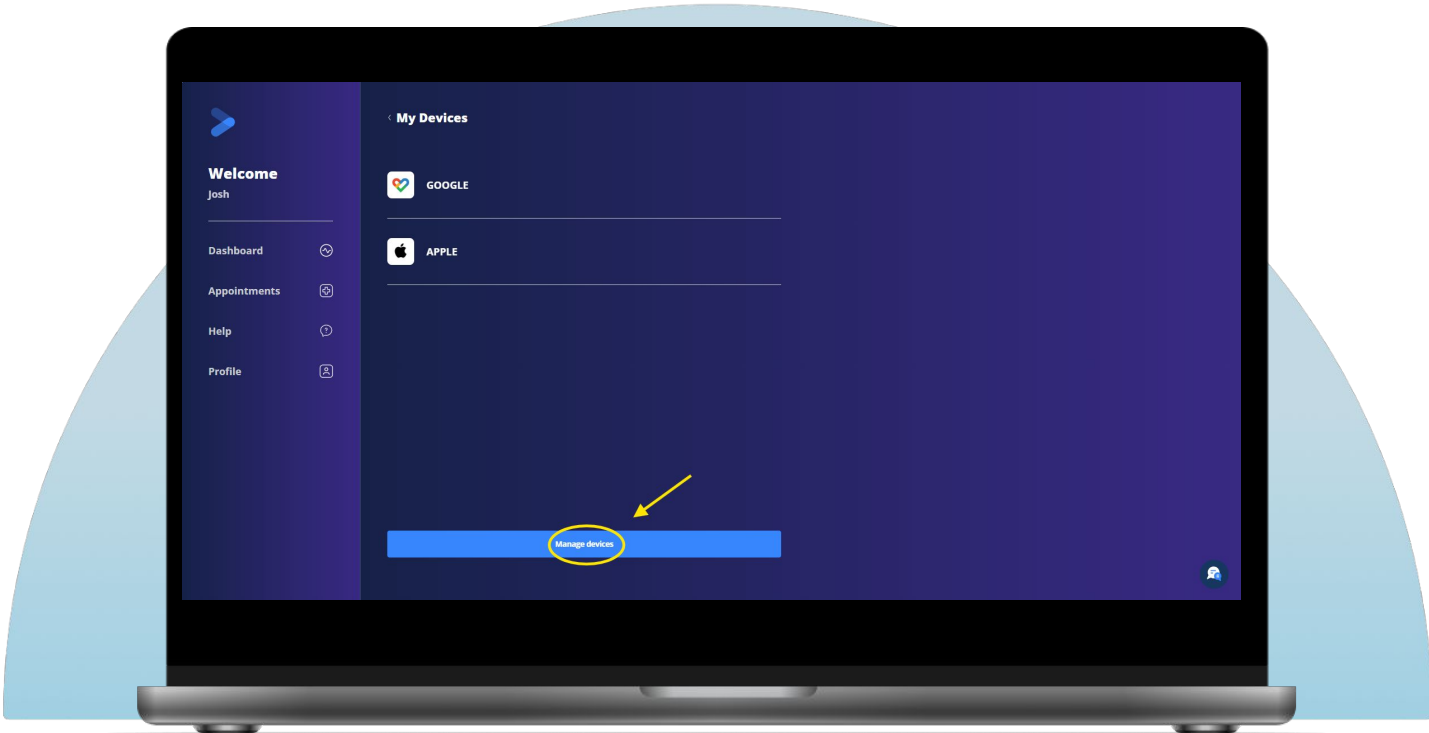 Welcome
Josh
Dashboard
Appointments
Help
Profile
‹ My Devices
GOOGLE
APPLE
Manage devices